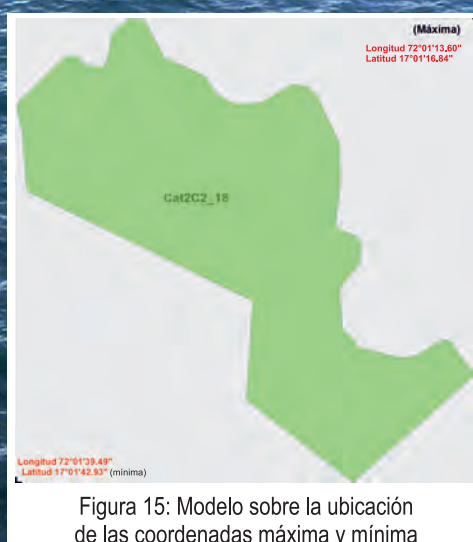 (Máxima)
Longitud 72°01'13.60"
Latitud 17°01'16.84"
Cat2C2_18
Longitud 72°01'39.49"
Latitud 17°01'42.93" (mínima)
Figura 15: Modelo sobre la ubicación
de las coordenadas máxima y mínima